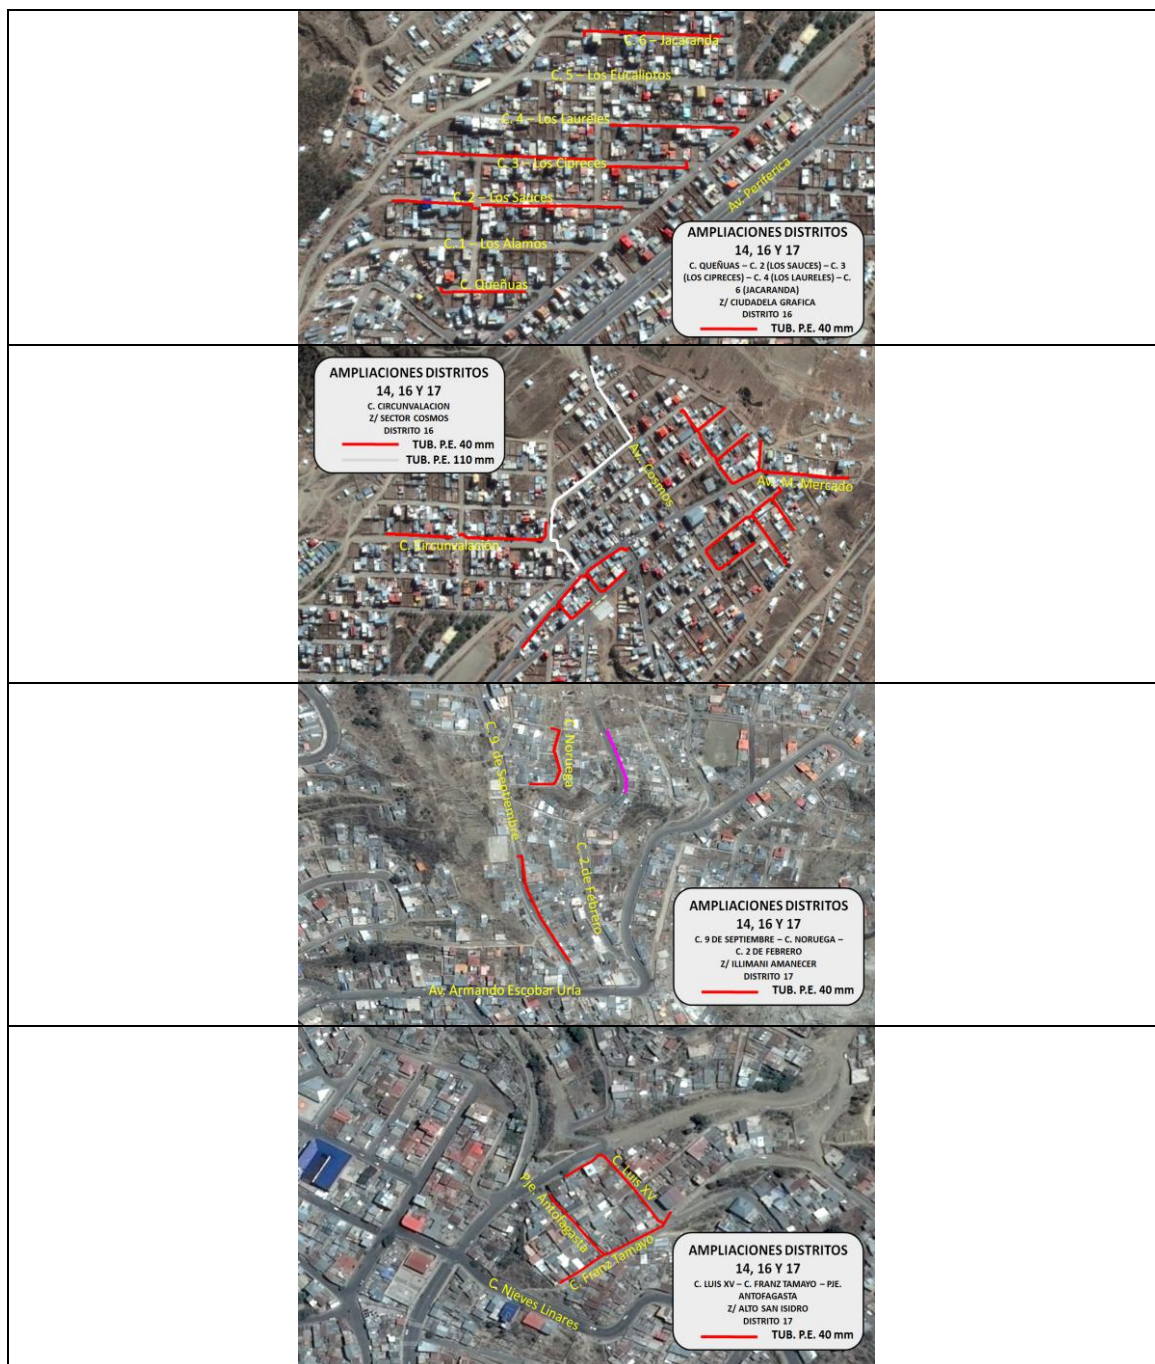 C. 6 – Jacaranda
C. 5 – Los Eucaliptos
C. 4 – Los Laureles
C. 3 – Los Cipreces
C. 2 – Los Sauces
C. 1 – Los Alamos
C. Queñuas
Av. Periferica
AMPLIACIONES DISTRITOS
14, 16 Y 17
C. QUEÑUAS – C. 2 (LOS SAUCES) – C. 3
(LOS CIPRECES) – C. 4 (LOS LAURELES) – C.
6 (JACARANDA)
Z/ CIUDADELA GRAFICA
DISTRITO 16
TUB. P.E. 40 mm
AMPLIACIONES DISTRITOS
14, 16 Y 17
C. CIRCUNVALACION
Z/ SECTOR COSMOS
DISTRITO 16
TUB. P.E. 40 mm
TUB. P.E. 110 mm
Av. Cosmos
Av. M. Mercado
C. Circunvalación
C. 9 de Septiembre
C. Noruega
C. 2 de Febrero
Av. Armando Escobar Uria
AMPLIACIONES DISTRITOS
14, 16 Y 17
C. 9 DE SEPTIEMBRE – C. NORUEGA –
C. 2 DE FEBRERO
Z/ ILLIMANI AMANECER
DISTRITO 17
TUB. P.E. 40 mm
C. Luis XV
Pje. Antofagasta
C. Franz Tamayo
C. Nieves Linares
AMPLIACIONES DISTRITOS
14, 16 Y 17
C. LUIS XV – C. FRANZ TAMAYO – PJE.
ANTOFAGASTA
Z/ ALTO SAN ISIDRO
DISTRITO 17
TUB. P.E. 40 mm